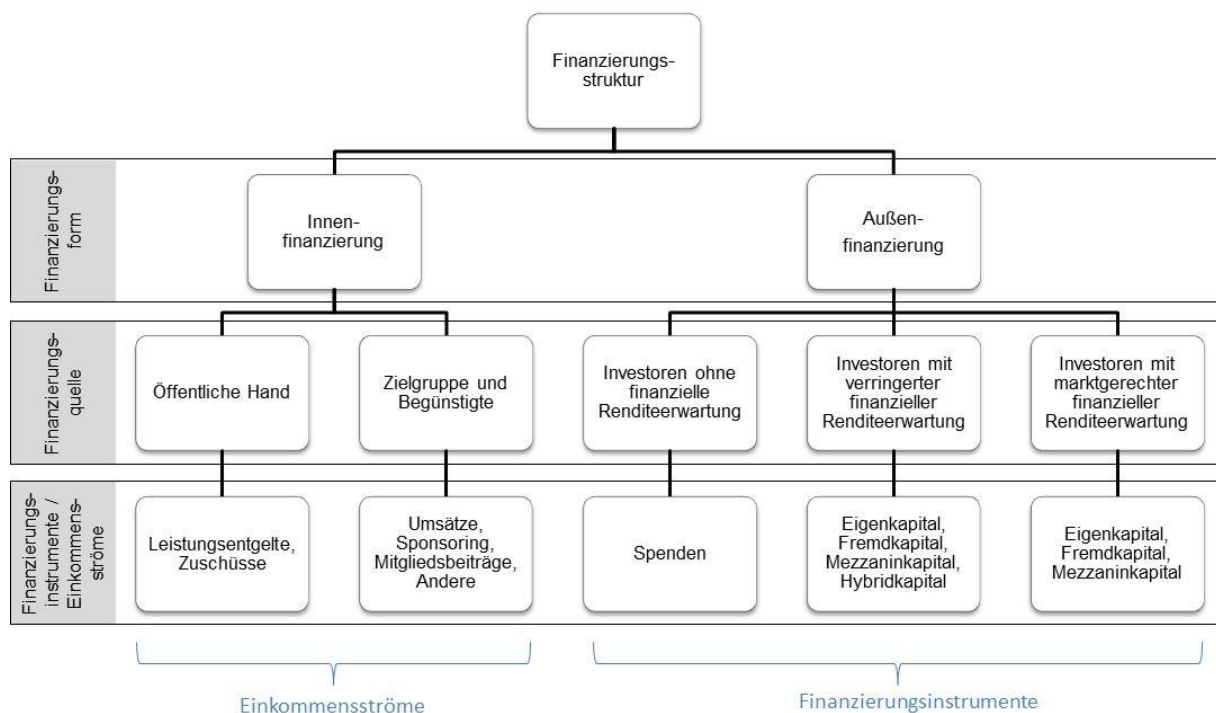 Finanzierungs-
struktur
Finanzierungs-
form
Innen-
finanzierung
Außen-
finanzierung
Finanzierungs-
quelle
Öffentliche Hand
Zielgruppe und
Begünstigte
Investoren ohne
finanzielle
Renditeerwartung
Investoren mit
verringerter
finanzieller
Renditeerwartung
Investoren mit
marktgerechter
finanzieller
Renditeerwartung
Finanzierungs-
instrumente /
Einkommens-
ströme
Leistungsentgelte,
Zuschüsse
Umsätze,
Sponsoring,
Mitgliedsbeiträge,
Andere
Spenden
Eigenkapital,
Fremdkapital,
Mezzaninkapital,
Hybridkapital
Eigenkapital,
Fremdkapital,
Mezzaninkapital
Einkommensströme
Finanzierungsinstrumente